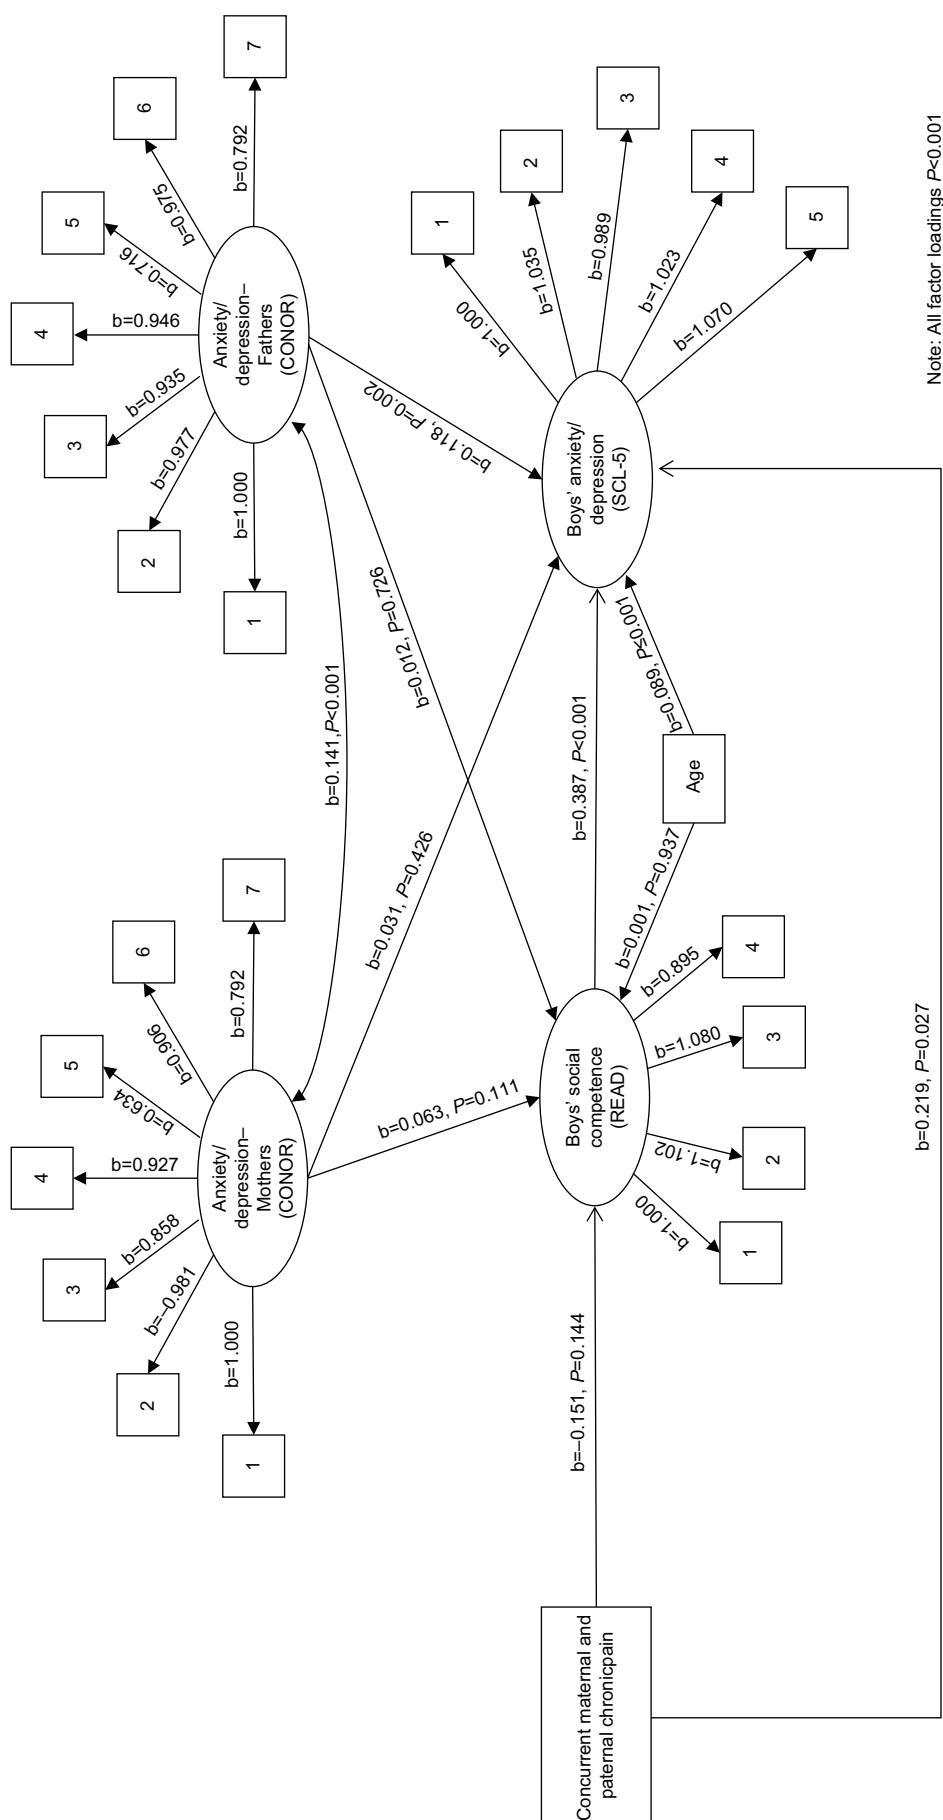 Anxiety/
depression–
Mothers
(CONOR)
1
2
3
4
5
6
7
b=1.000
b=–0.981
b=0.858
b=0.927
b=0.634
b=0.906
b=0.792
Anxiety/
depression–
Fathers
(CONOR)
1
2
3
4
5
6
7
b=1.000
b=0.977
b=0.935
b=0.946
b=0.716
b=0.975
b=0.792
b=0.141,P<0.001
b=0.063, P=0.111
b=0.031, P=0.426
b=0.012, P=0.726
b=0.118, P=0.002
Concurrent maternal and
paternal chronicpain
b=–0.151, P=0.144
Boys’ social
competence
(READ)
1
2
3
4
b=1.000
b=1.102
b=1.080
b=0.895
b=0.387, P<0.001
b=0.001, P=0.937
Age
b=0.089, P≤0.001
Boys’ anxiety/
depression
(SCL-5)
1
2
3
4
5
b=1.000
b=1.035
b=0.989
b=1.023
b=1.070
b=0.219, P=0.027
Note: All factor loadings P<0.001